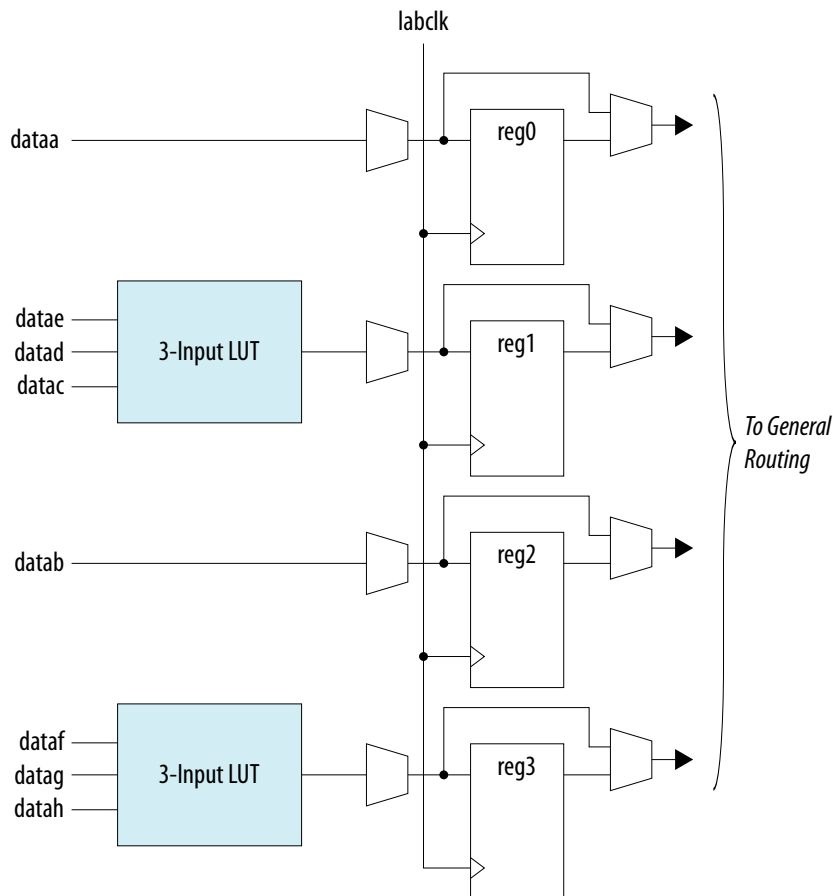 labclk
dataa
reg0
datae
datad
datac
3-Input LUT
reg1
To General
Routing
datab
reg2
dataf
datag
datah
3-Input LUT
reg3